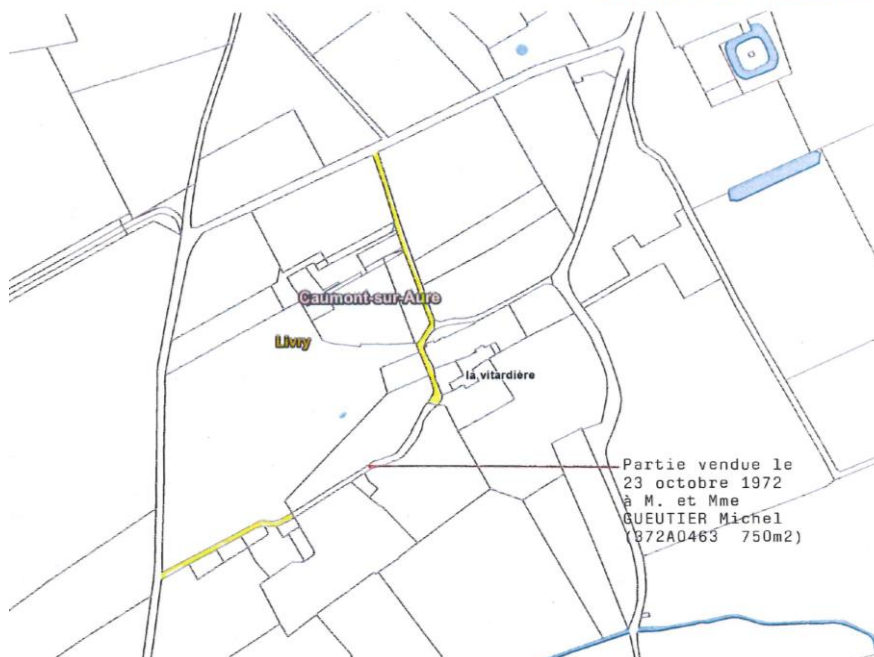 Caumont-sur-Aure
Livry
la vitardière
Partie vendue le
23 octobre 1972
à M. et Mme
GUEUTIER Michel
(372A0463 750m2)